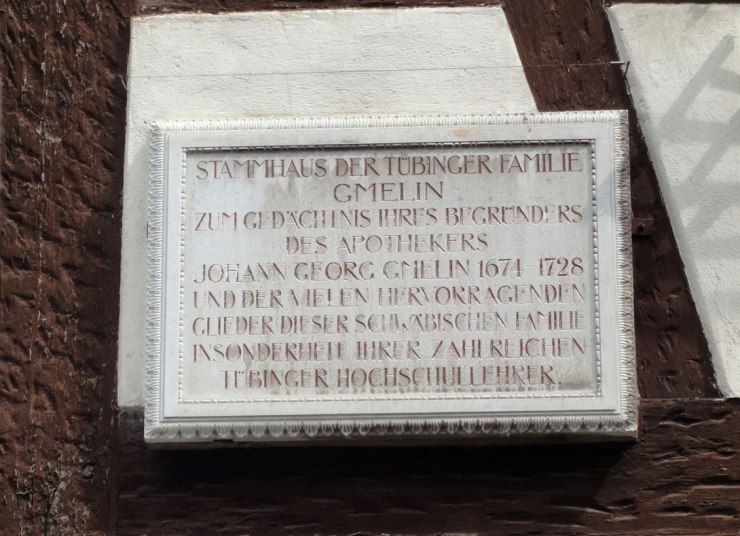 STAMMHAUS DER TÜBINGER FAMILIE
GMELIN
ZUM GEDÄCHTNIS IHRES BEGRÜNDERS
DES APOTHEKERS
JOHANN GEORG GMELIN 1674-1728
UND DER VIELEN HERVORRAGENDEN
GLIEDER DIESER SCHWÄBISCHEN FAMILIE
INSONDERHEIT IHRER ZAHLREICHEN
TÜBINGER HOCHSCHULLEHRER.